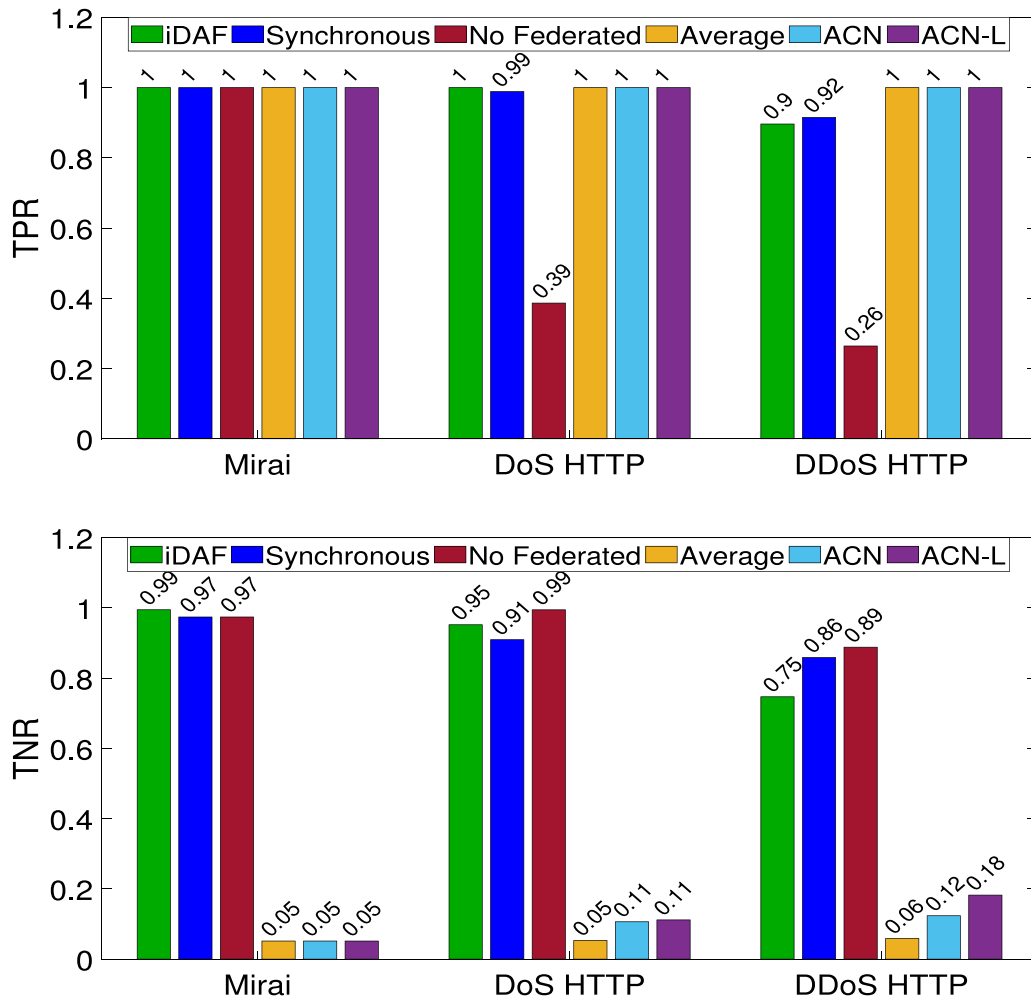 1.2
iDAF Synchronous No Federated Average ACN ACN-L
1 1 1 1 1 1 1 0.99 0.39 1 1 1 0.9 0.92 0.26 1 1 1
1
0.8
0.6
0.4
0.2
0
TPR
Mirai DoS HTTP DDoS HTTP
1.2
iDAF Synchronous No Federated Average ACN ACN-L
0.99 0.97 0.97 0.05 0.05 0.05 0.95 0.91 0.99 0.05 0.11 0.11 0.75 0.86 0.89 0.06 0.12 0.18
1
0.8
0.6
0.4
0.2
0
TNR
Mirai DoS HTTP DDoS HTTP